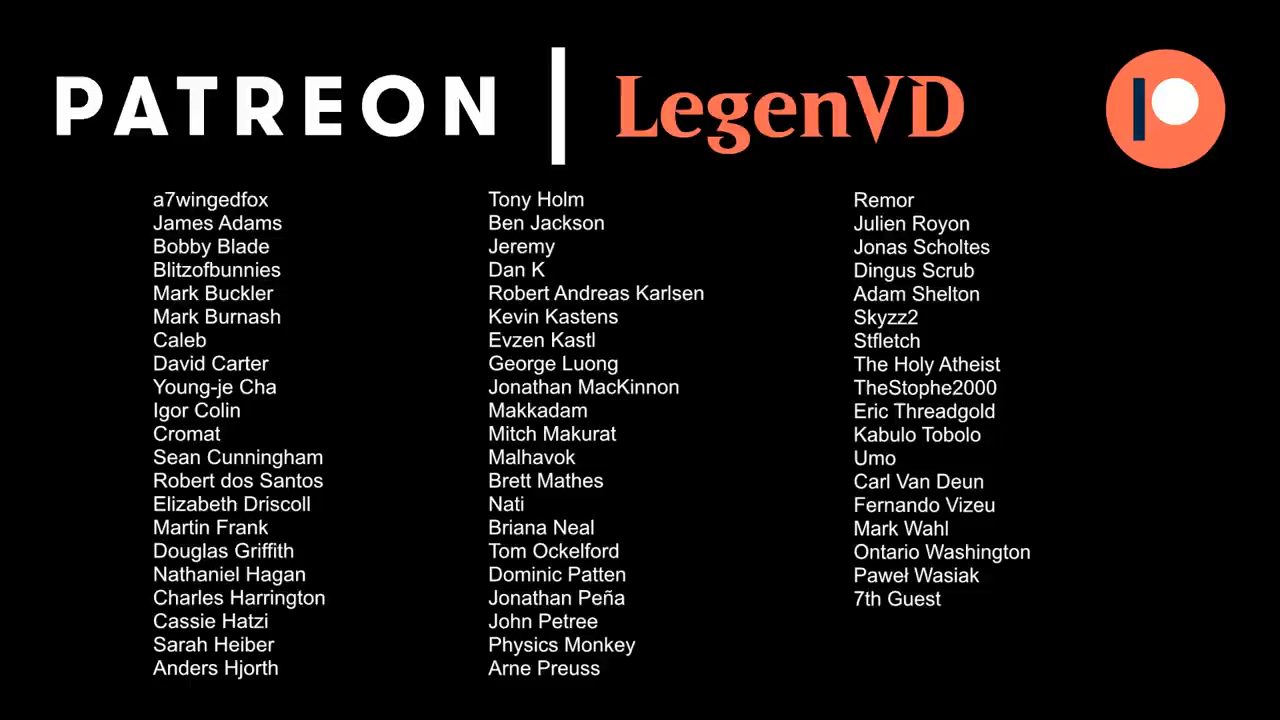 PATREON | LegenVD
a7wingedfox
James Adams
Bobby Blade
Blitzofbunnies
Mark Buckler
Mark Burnash
Caleb
David Carter
Young-je Cha
Igor Colin
Cromat
Sean Cunningham
Robert dos Santos
Elizabeth Driscoll
Martin Frank
Douglas Griffith
Nathaniel Hagan
Charles Harrington
Cassie Hatzi
Sarah Heiber
Anders Hjorth
Tony Holm
Ben Jackson
Jeremy
Dan K
Robert Andreas Karlsen
Kevin Kastens
Evzen Kastl
George Luong
Jonathan MacKinnon
Makkadam
Mitch Makurat
Malhavok
Brett Mathes
Nati
Briana Neal
Tom Ockelford
Dominic Patten
Jonathan Peña
John Petree
Physics Monkey
Arne Preuss
Remor
Julien Royon
Jonas Scholtes
Dingus Scrub
Adam Shelton
Skyzz2
Stfletch
The Holy Atheist
TheStophe2000
Eric Threadgold
Kabulo Tobolo
Umo
Carl Van Deun
Fernando Vizeu
Mark Wahl
Ontario Washington
Paweł Wasiak
7th Guest